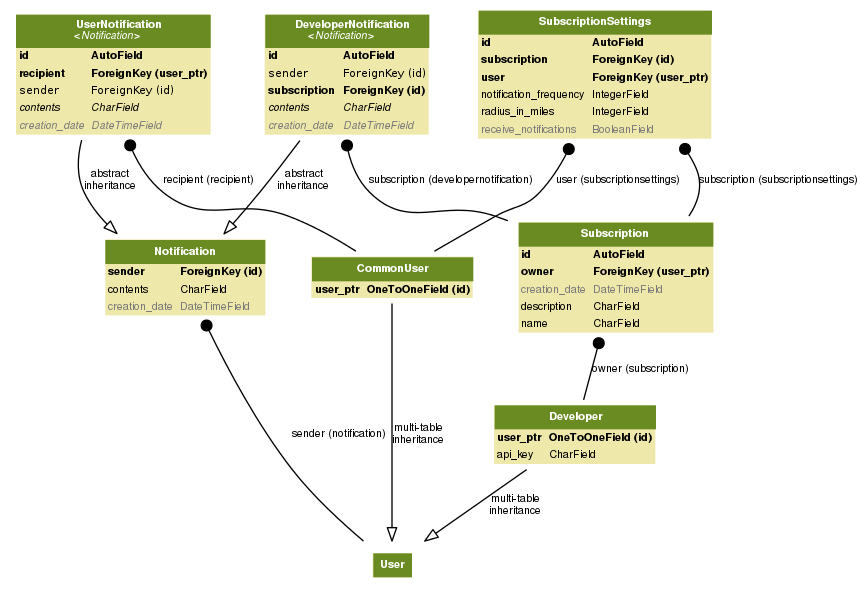 UserNotification
<Notification>
id AutoField
recipient ForeignKey (user_ptr)
sender ForeignKey (id)
contents CharField
creation_date DateTimeField
DeveloperNotification
<Notification>
id AutoField
sender ForeignKey (id)
subscription ForeignKey (id)
contents CharField
creation_date DateTimeField
SubscriptionSettings
id AutoField
subscription ForeignKey (id)
user ForeignKey (user_ptr)
notification_frequency IntegerField
radius_in_miles IntegerField
receive_notifications BooleanField
abstract
inheritance
recipient (recipient)
abstract
inheritance
subscription (developernotification)
user (subscriptionsettings)
subscription (subscriptionsettings)
Notification
sender ForeignKey (id)
contents CharField
creation_date DateTimeField
CommonUser
user_ptr OneToOneField (id)
Subscription
id AutoField
owner ForeignKey (user_ptr)
creation_date DateTimeField
description CharField
name CharField
owner (subscription)
Developer
user_ptr OneToOneField (id)
api_key CharField
sender (notification)
multi-table
inheritance
multi-table
inheritance
User